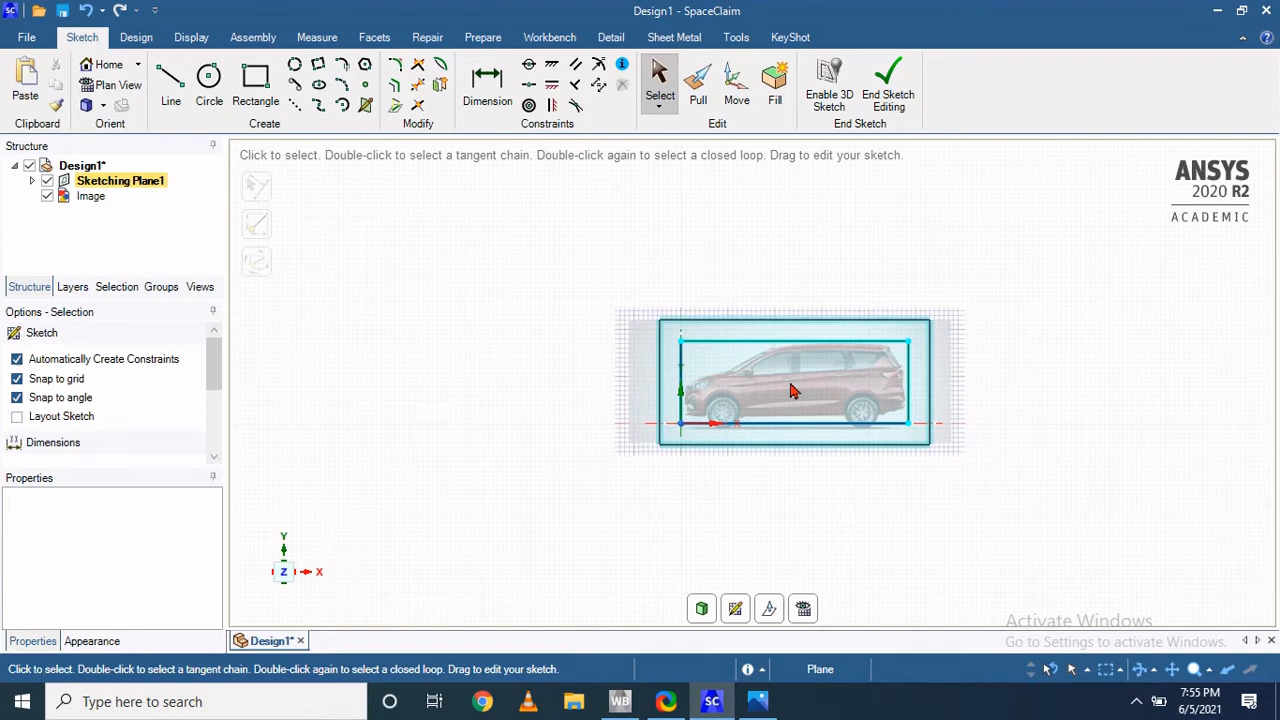 Design1 - SpaceClaim
File Sketch Design Display Assembly Measure Facets Repair Prepare Workbench Detail Sheet Metal Tools KeyShot
Paste
Clipboard
Home
Plan View
Orient
Line
Circle
Rectangle
Create
Modify
Dimension
Constraints
Select
Pull
Move
Fill
Edit
Enable 3D
Sketch
End Sketch
Editing
End Sketch
Structure
Design1*
Sketching Plane1
Image
Structure Layers Selection Groups Views
Options - Selection
Sketch
Automatically Create Constraints
Snap to grid
Snap to angle
Layout Sketch
Dimensions
Properties
Properties Appearance
Click to select. Double-click to select a tangent chain. Double-click again to select a closed loop. Drag to edit your sketch.
ANSYS
2020 R2
ACADEMIC
Y
Z
X
Activate Windows
Go to Settings to activate Windows.
Design1*
Click to select. Double-click to select a tangent chain. Double-click again to select a closed loop. Drag to edit your sketch.
Plane
Type here to search
WB
SC
7:55 PM
6/5/2021